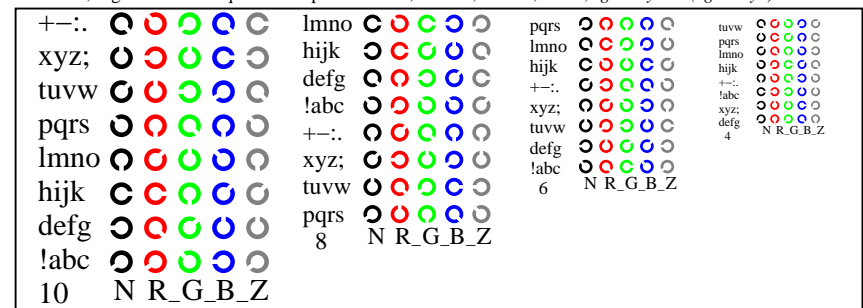 +−:.
xyz;
tuvw
pqrs
lmno
hijk
defg
!abc
10 N R_G_B_Z
lmno
hijk
defg
!abc
+−:.
xyz;
tuvw
pqrs
8 N R_G_B_Z
pqrs
lmno
hijk
+−:.
xyz;
tuvw
defg
!abc
6 N R_G_B_Z
tuvw
pqrs
lmno
hijk
+−:.
!abc
xyz;
defg
4 N R_G_B_Z